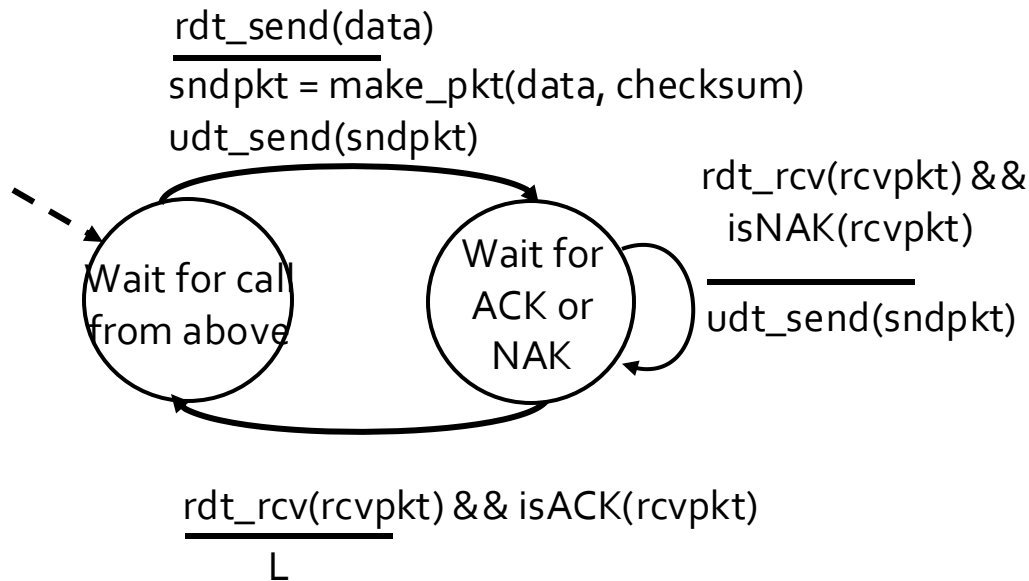 rdt_send(data)
sndpkt = make_pkt(data, checksum)
udt_send(sndpkt)
rdt_rcv(rcvpkt) &&
isNAK(rcvpkt)
udt_send(sndpkt)
Wait for call
from above
Wait for
ACK or
NAK
rdt_rcv(rcvpkt) && isACK(rcvpkt)
L